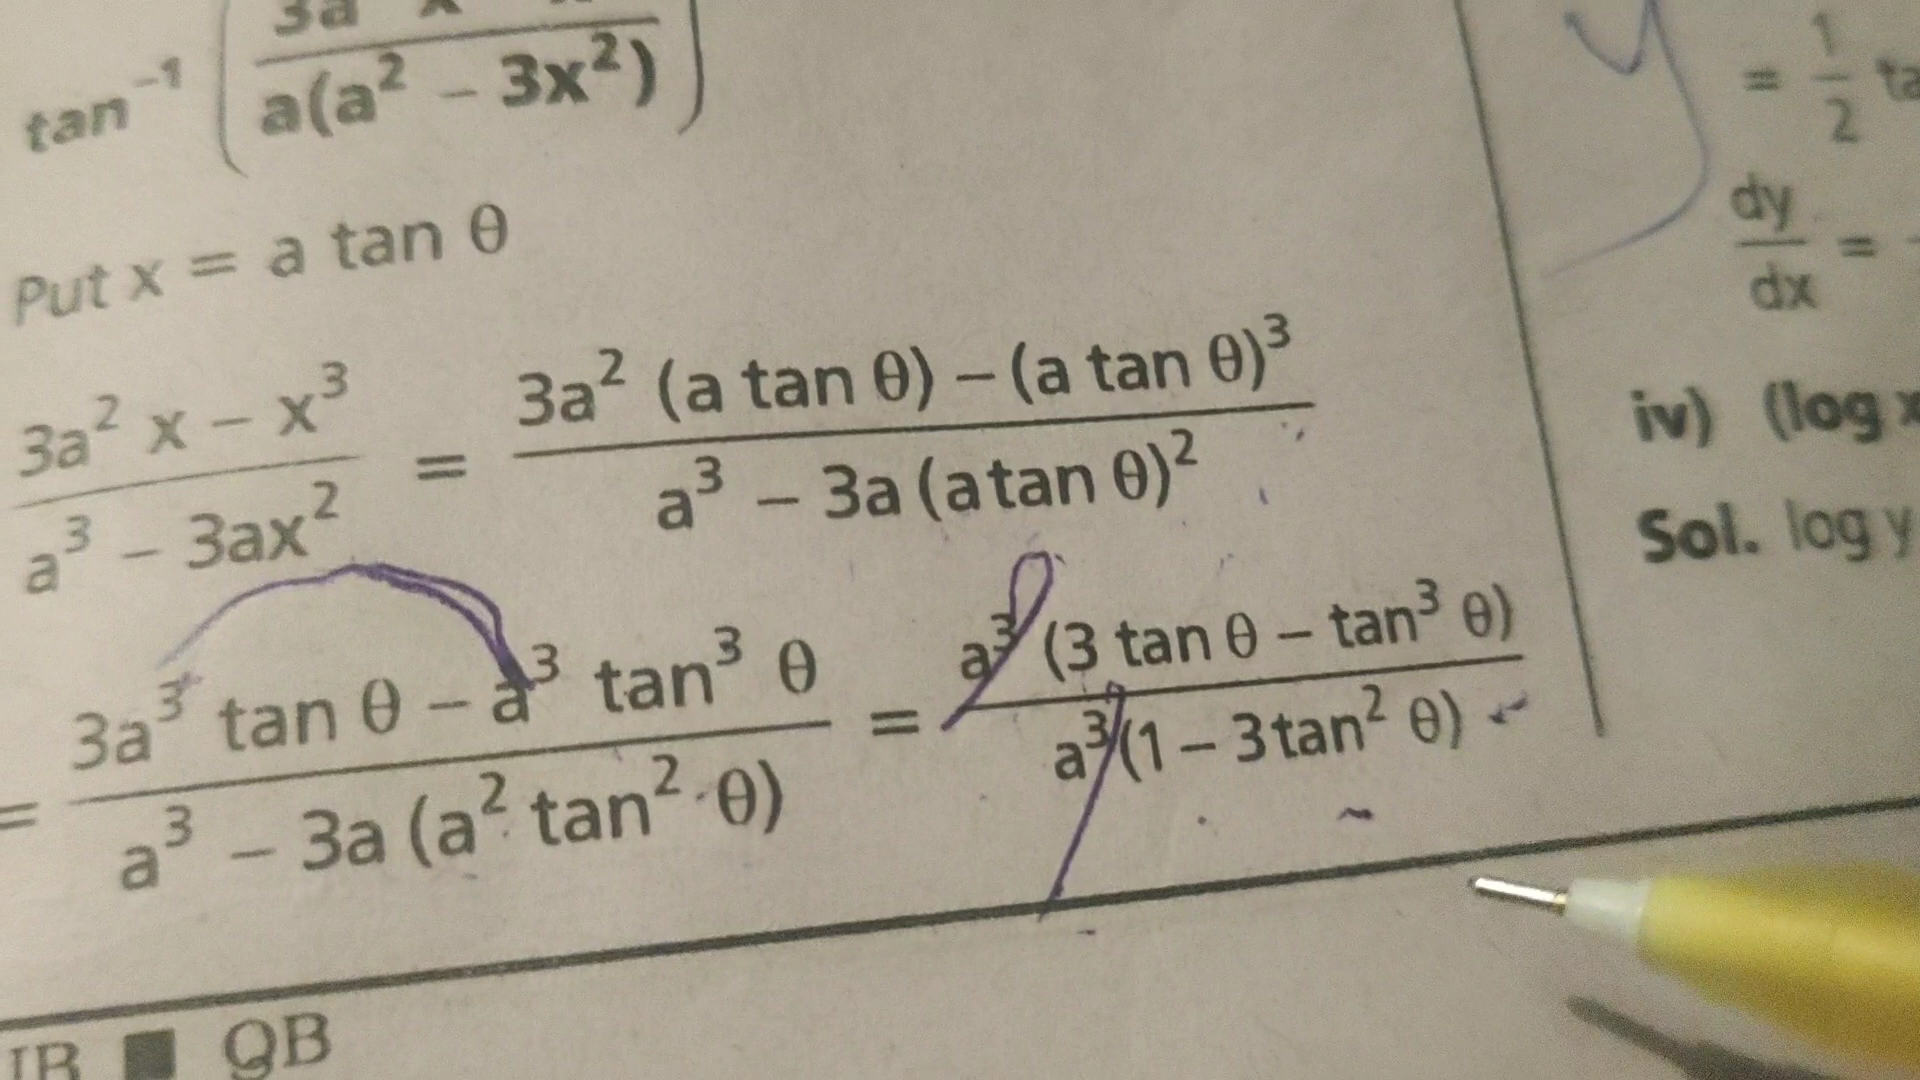 tan⁻¹ ( 3a x / a(a² – 3x²) )
Put x = a tan θ
3a² x – x³ / a³ – 3ax² = 3a² (a tan θ) – (a tan θ)³ / a³ – 3a (a tan θ)²
= 3a³ tan θ – a³ tan³ θ / a³ – 3a (a² tan² θ) = a³ (3 tan θ – tan³ θ) / a³ (1 – 3 tan² θ)
QB
y
= 1/2
dy/dx =
iv) (log x
Sol. log y